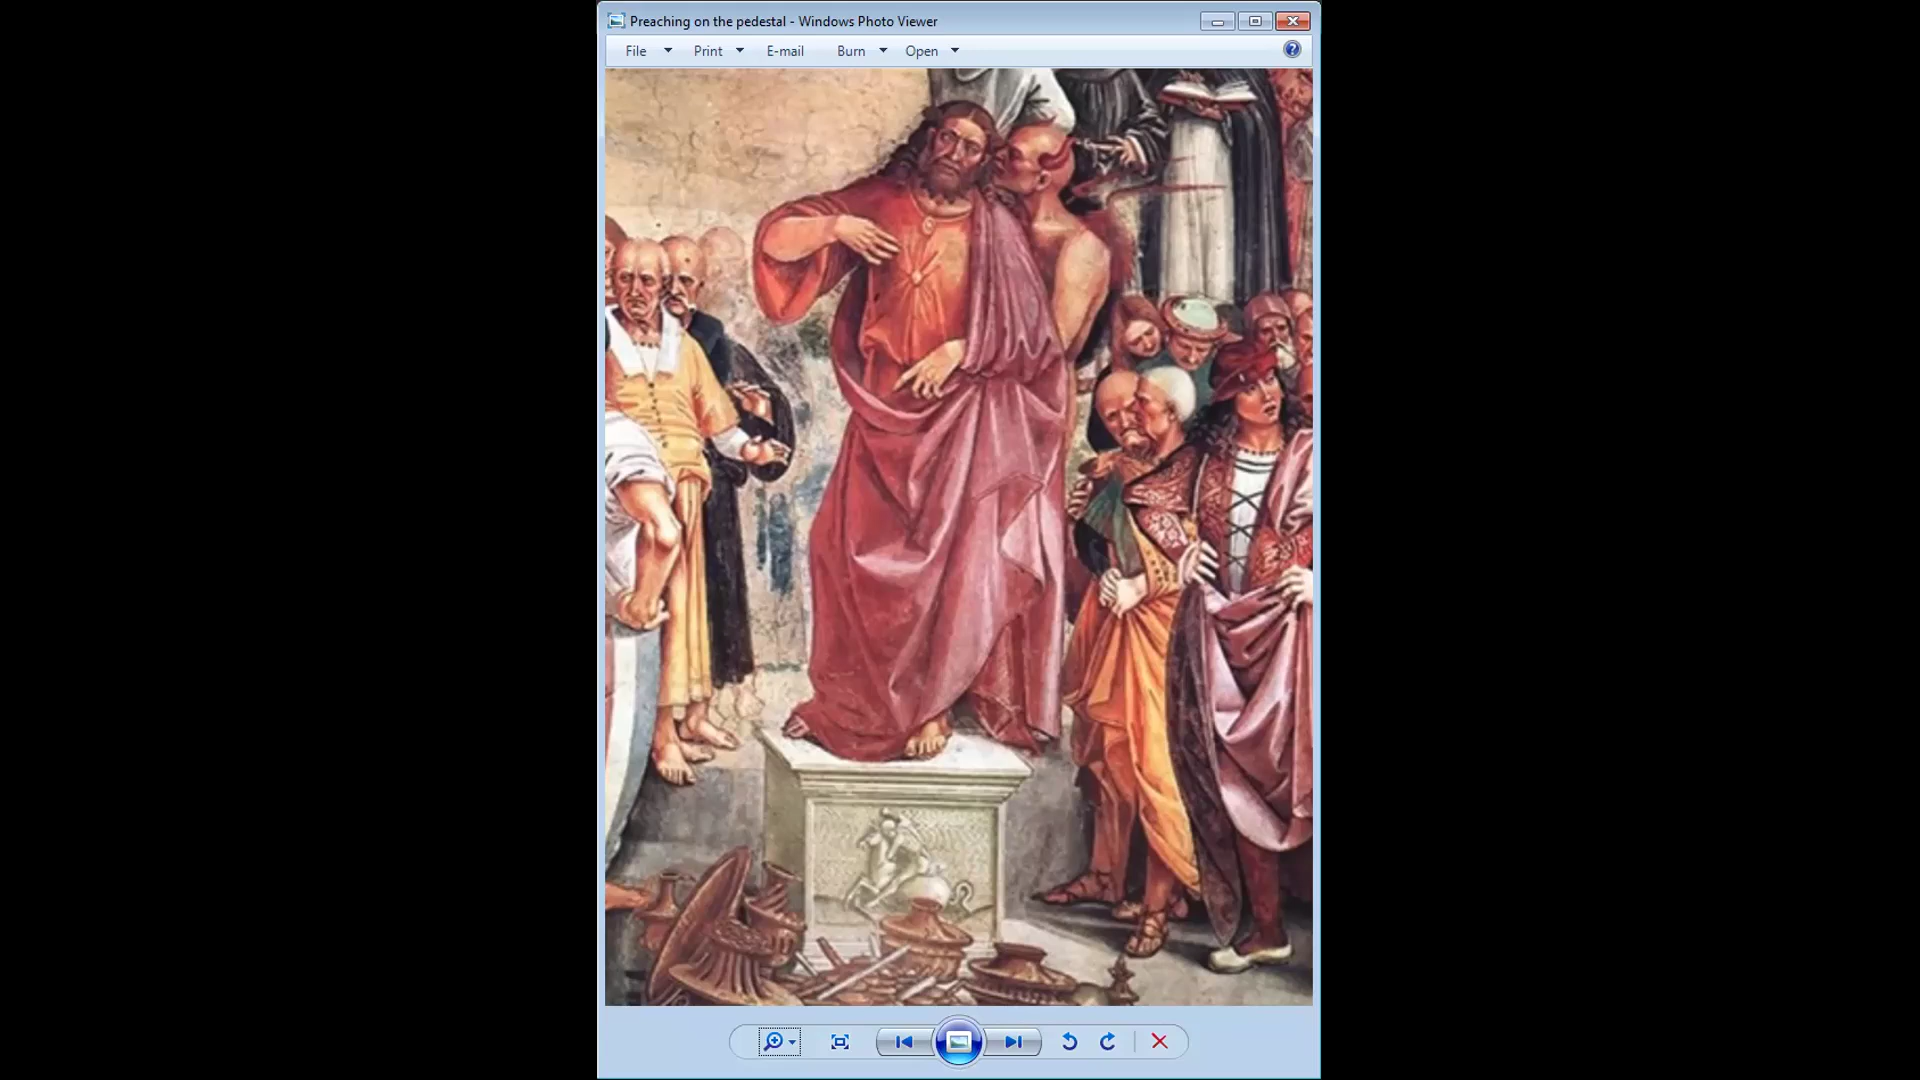 Preaching on the pedestal - Windows Photo Viewer
File Print E-mail Burn Open